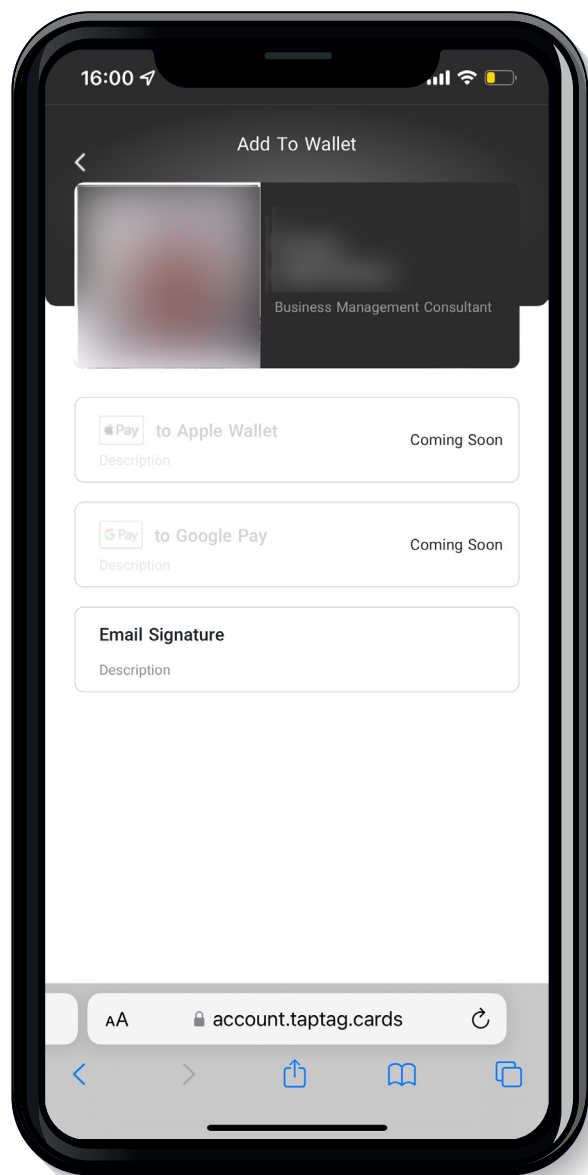 16:00
Add To Wallet
Business Management Consultant
Pay to Apple Wallet
Coming Soon
Description
G Pay to Google Pay
Coming Soon
Description
Email Signature
Description
AA account.taptag.cards